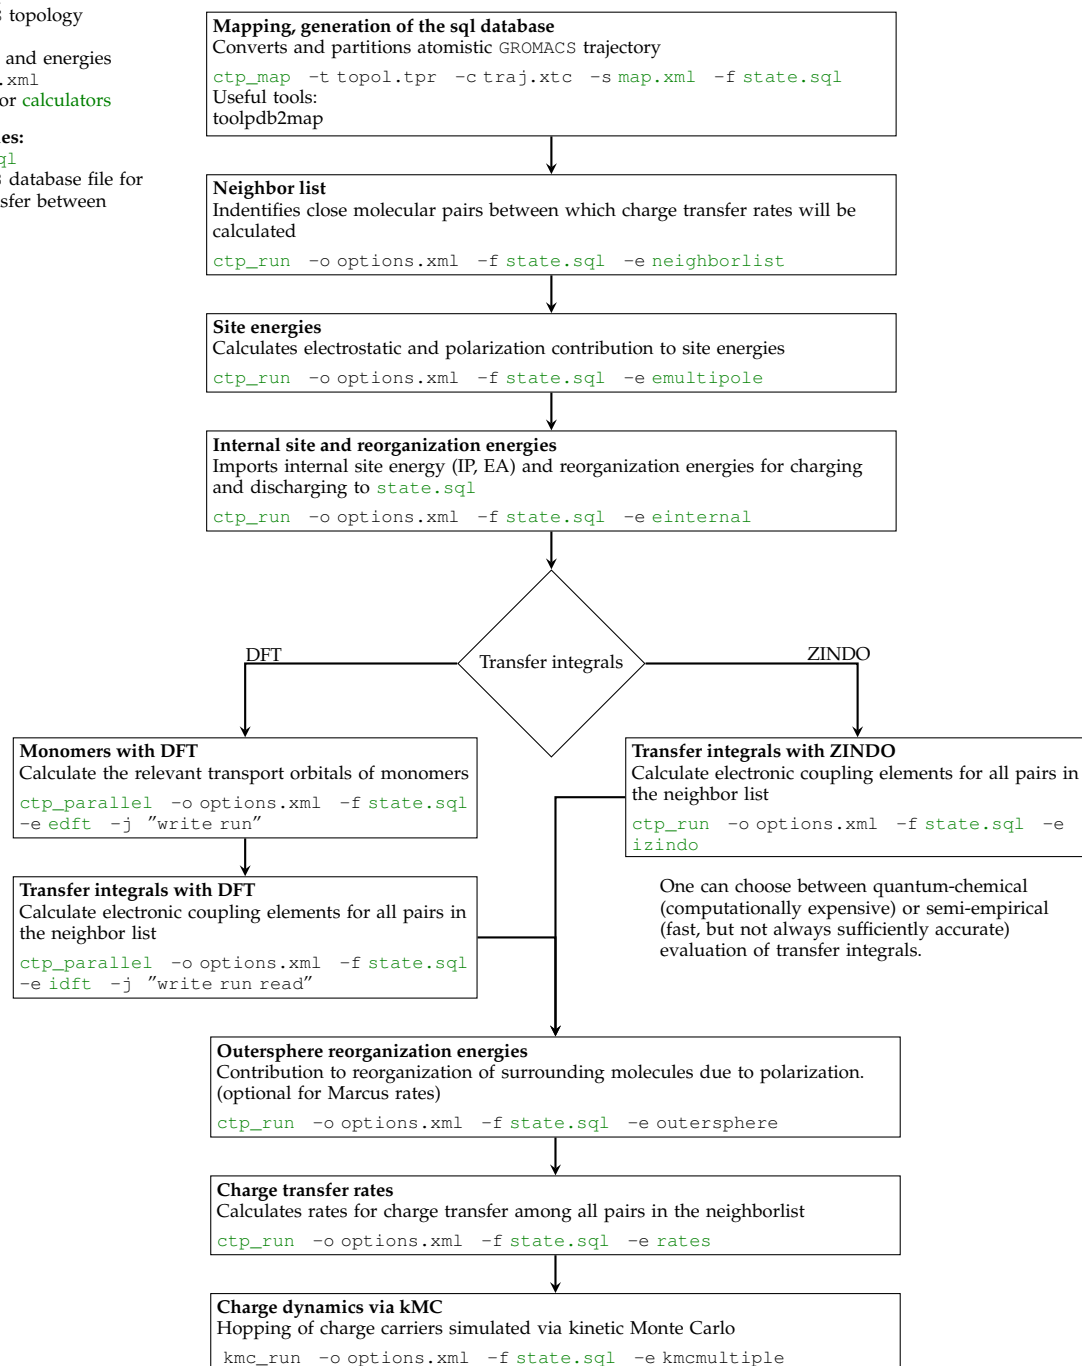 topology
and energies
.xml
or calculators
es:
ql
database file for
sfer between
Mapping, generation of the sql database
Converts and partitions atomistic GROMACS trajectory
ctp_map -t topol.tpr -c traj.xtc -s map.xml -f state.sql
Useful tools:
toolpdb2map
Neighbor list
Indentifies close molecular pairs between which charge transfer rates will be
calculated
ctp_run -o options.xml -f state.sql -e neighborlist
Site energies
Calculates electrostatic and polarization contribution to site energies
ctp_run -o options.xml -f state.sql -e emultipole
Internal site and reorganization energies
Imports internal site energy (IP, EA) and reorganization energies for charging
and discharging to state.sql
ctp_run -o options.xml -f state.sql -e einternal
Transfer integrals
DFT
ZINDO
Monomers with DFT
Calculate the relevant transport orbitals of monomers
ctp_parallel -o options.xml -f state.sql
-e edft -j "write run"
Transfer integrals with DFT
Calculate electronic coupling elements for all pairs in
the neighbor list
ctp_parallel -o options.xml -f state.sql
-e idft -j "write run read"
Transfer integrals with ZINDO
Calculate electronic coupling elements for all pairs in
the neighbor list
ctp_run -o options.xml -f state.sql -e
izindo
One can choose between quantum-chemical
(computationally expensive) or semi-empirical
(fast, but not always sufficiently accurate)
evaluation of transfer integrals.
Outersphere reorganization energies
Contribution to reorganization of surrounding molecules due to polarization.
(optional for Marcus rates)
ctp_run -o options.xml -f state.sql -e outersphere
Charge transfer rates
Calculates rates for charge transfer among all pairs in the neighborlist
ctp_run -o options.xml -f state.sql -e rates
Charge dynamics via kMC
Hopping of charge carriers simulated via kinetic Monte Carlo
kmc_run -o options.xml -f state.sql -e kmcmultiple